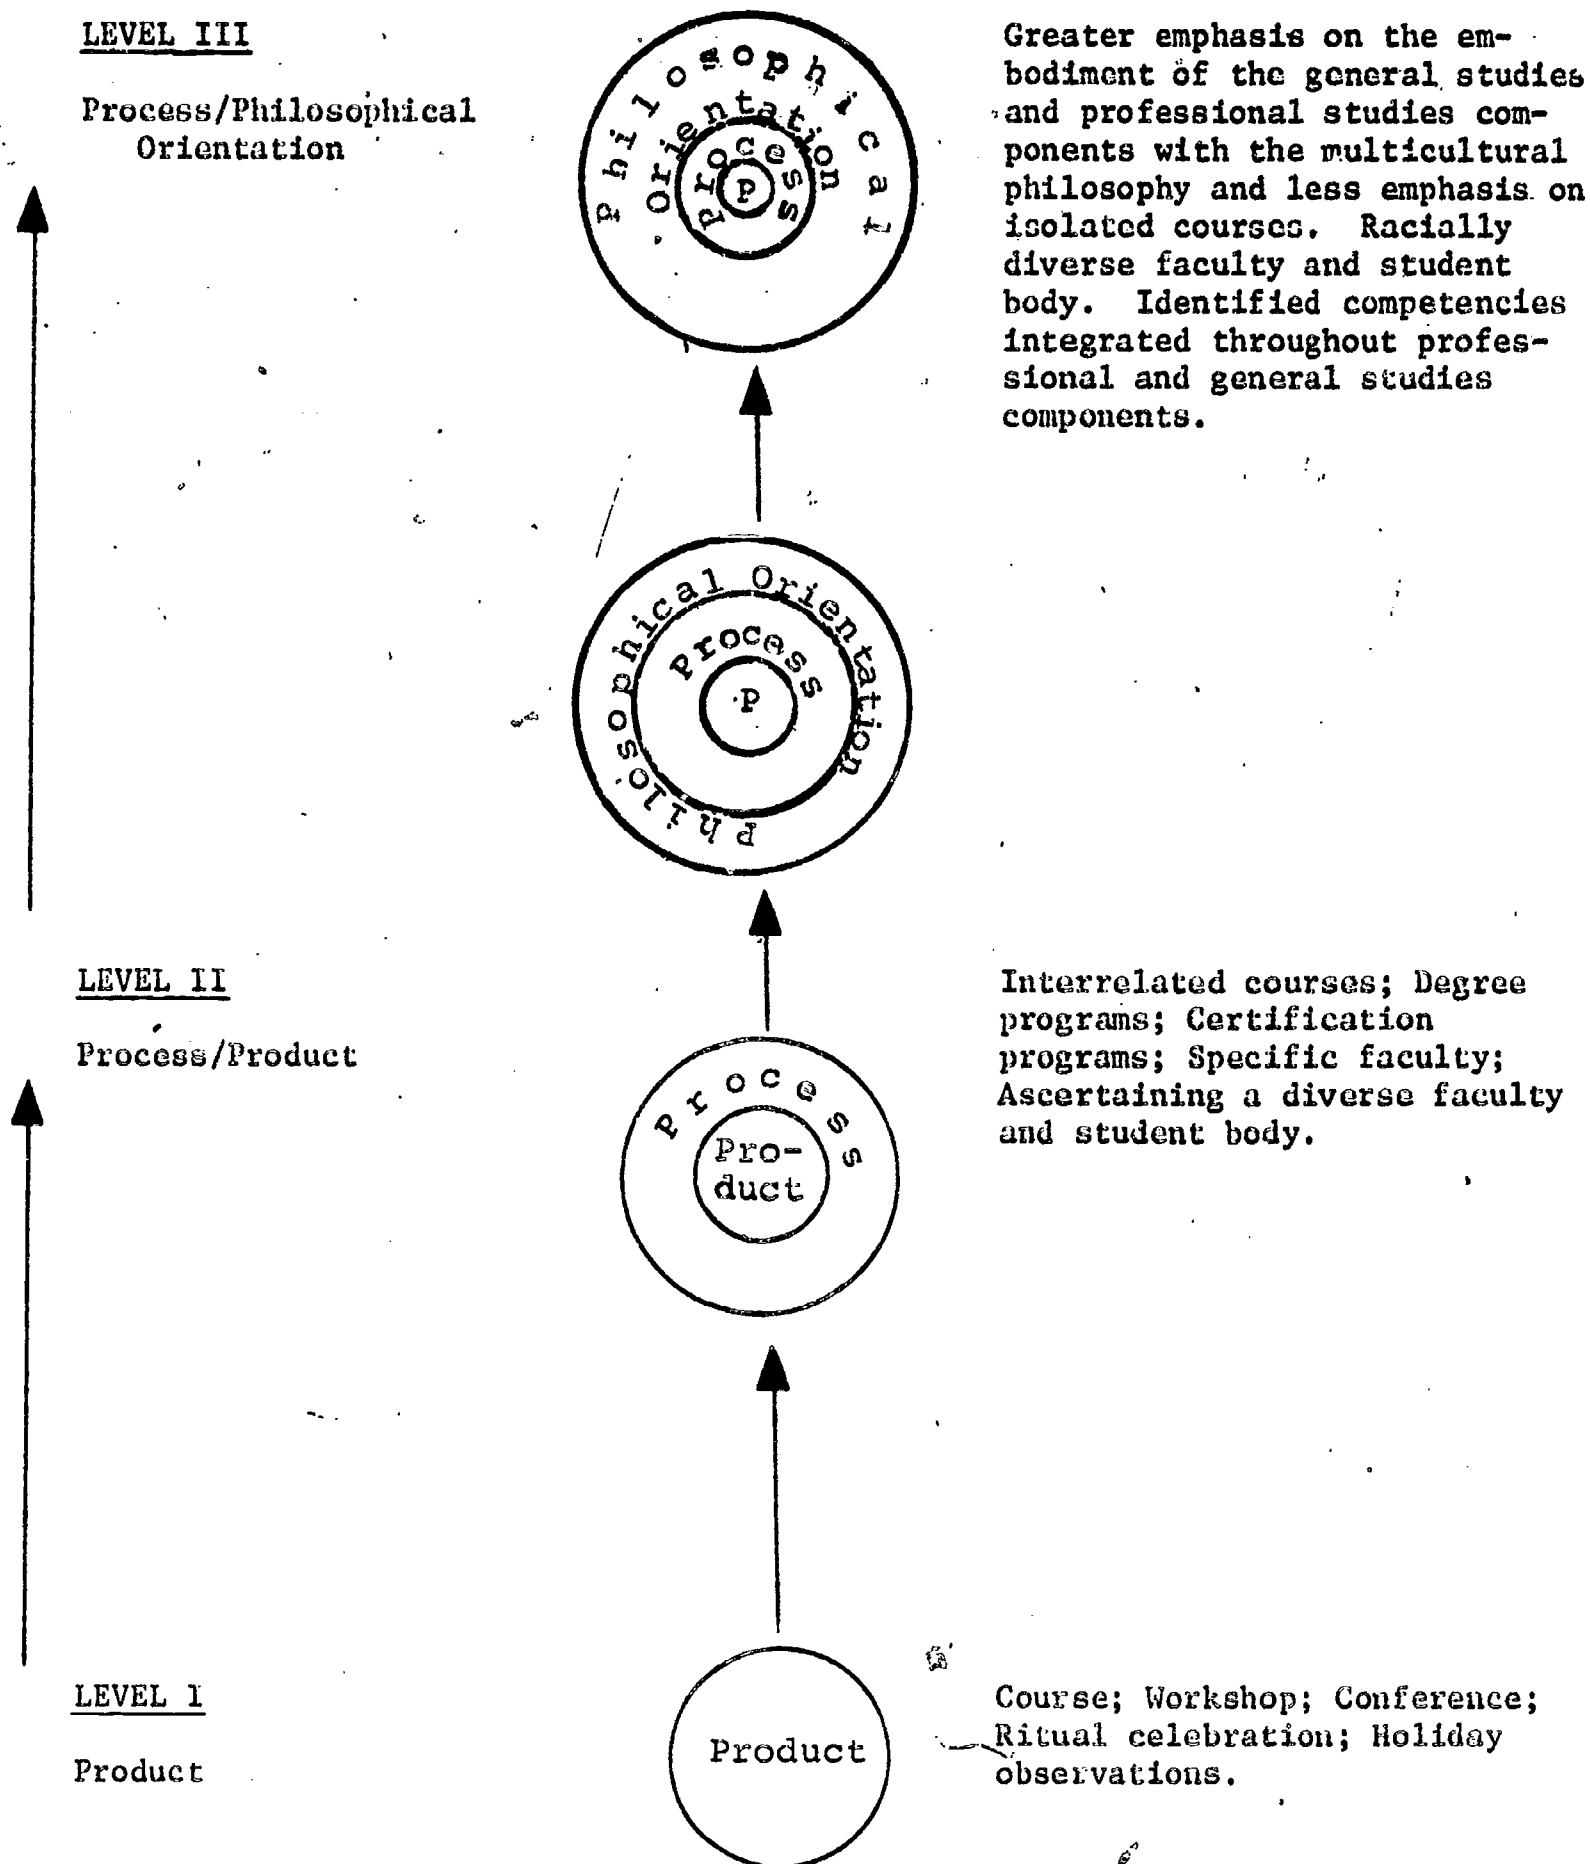 LEVEL III
Process/Philosophical
Orientation
Philosophical
Orientation
Process
P
Greater emphasis on the em-
bodiment of the general studies
and professional studies com-
ponents with the multicultural
philosophy and less emphasis on
isolated courses. Racially
diverse faculty and student
body. Identified competencies
integrated throughout profes-
sional and general studies
components.
Philosophical Orientation
Process
P
LEVEL II
Process/Product
Process
Pro-
duct
Interrelated courses; Degree
programs; Certification
programs; Specific faculty;
Ascertaining a diverse faculty
and student body.
LEVEL I
Product
Product
Course; Workshop; Conference;
Ritual celebration; Holiday
observations.